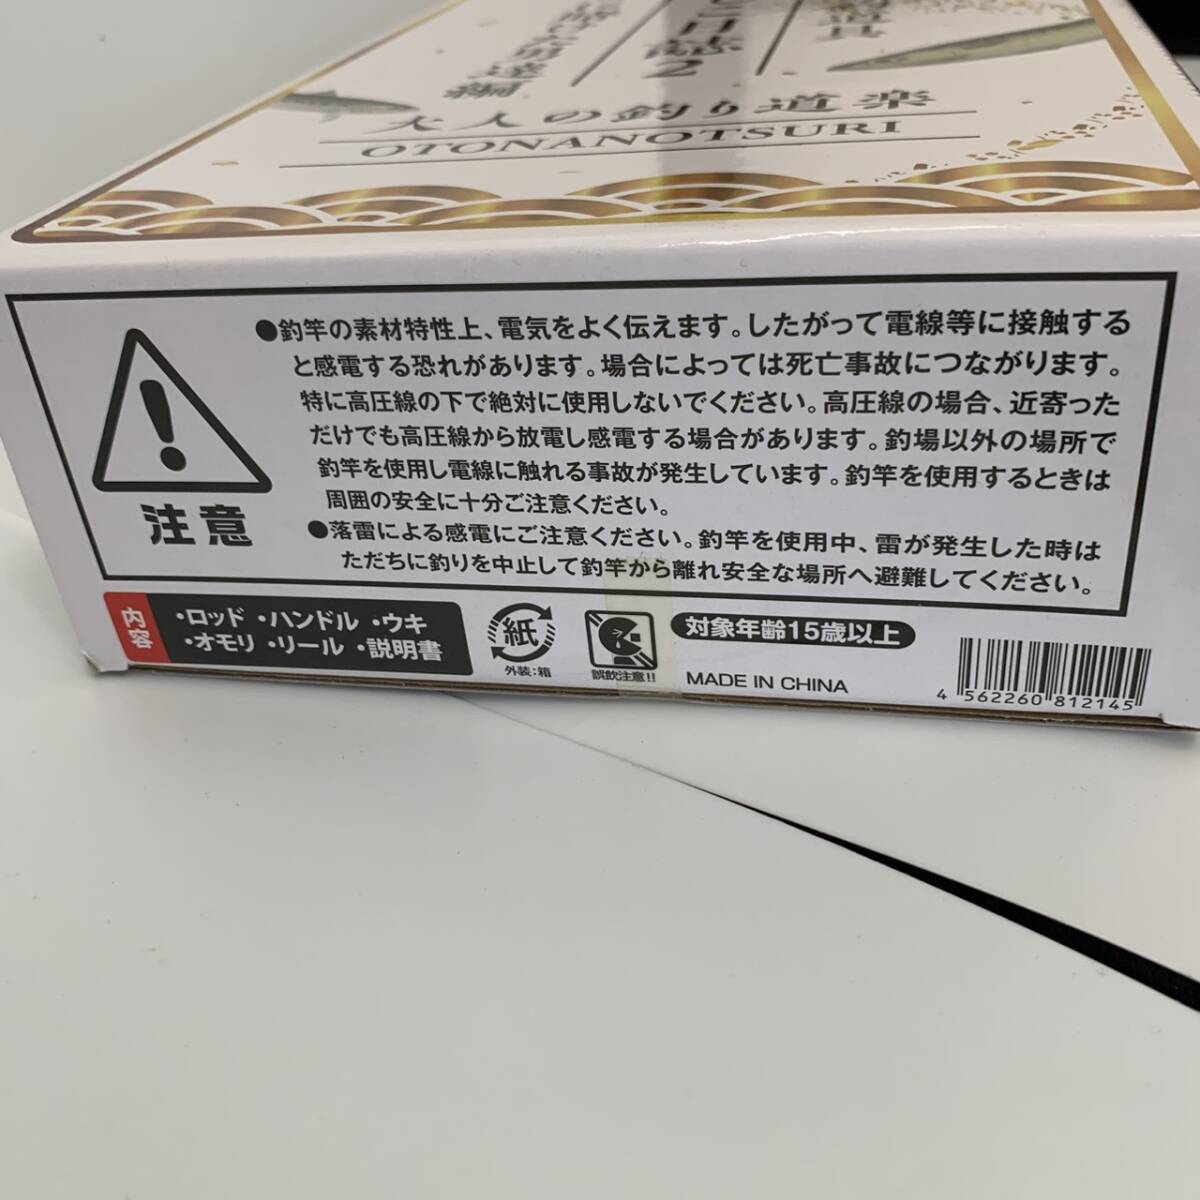 大人の釣り道楽
OTONANOTSURI
●釣竿の素材特性上、電気をよく伝えます。したがって電線等に接触する
と感電する恐れがあります。場合によっては死亡事故につながります。
特に高圧線の下で絶対に使用しないでください。高圧線の場合、近寄った
だけでも高圧線から放電し感電する場合があります。釣場以外の場所で
釣竿を使用し電線に触れる事故が発生しています。釣竿を使用するときは
周囲の安全に十分ご注意ください。
●落雷による感電にご注意ください。釣竿を使用中、雷が発生した時は
ただちに釣りを中止して釣竿から離れ安全な場所へ避難してください。
注意
内容
・ロッド ・ハンドル ・ウキ
・オモリ ・リール ・説明書
紙
外装:箱
誤飲注意!!
対象年齢15歳以上
MADE IN CHINA
4 562260 812145